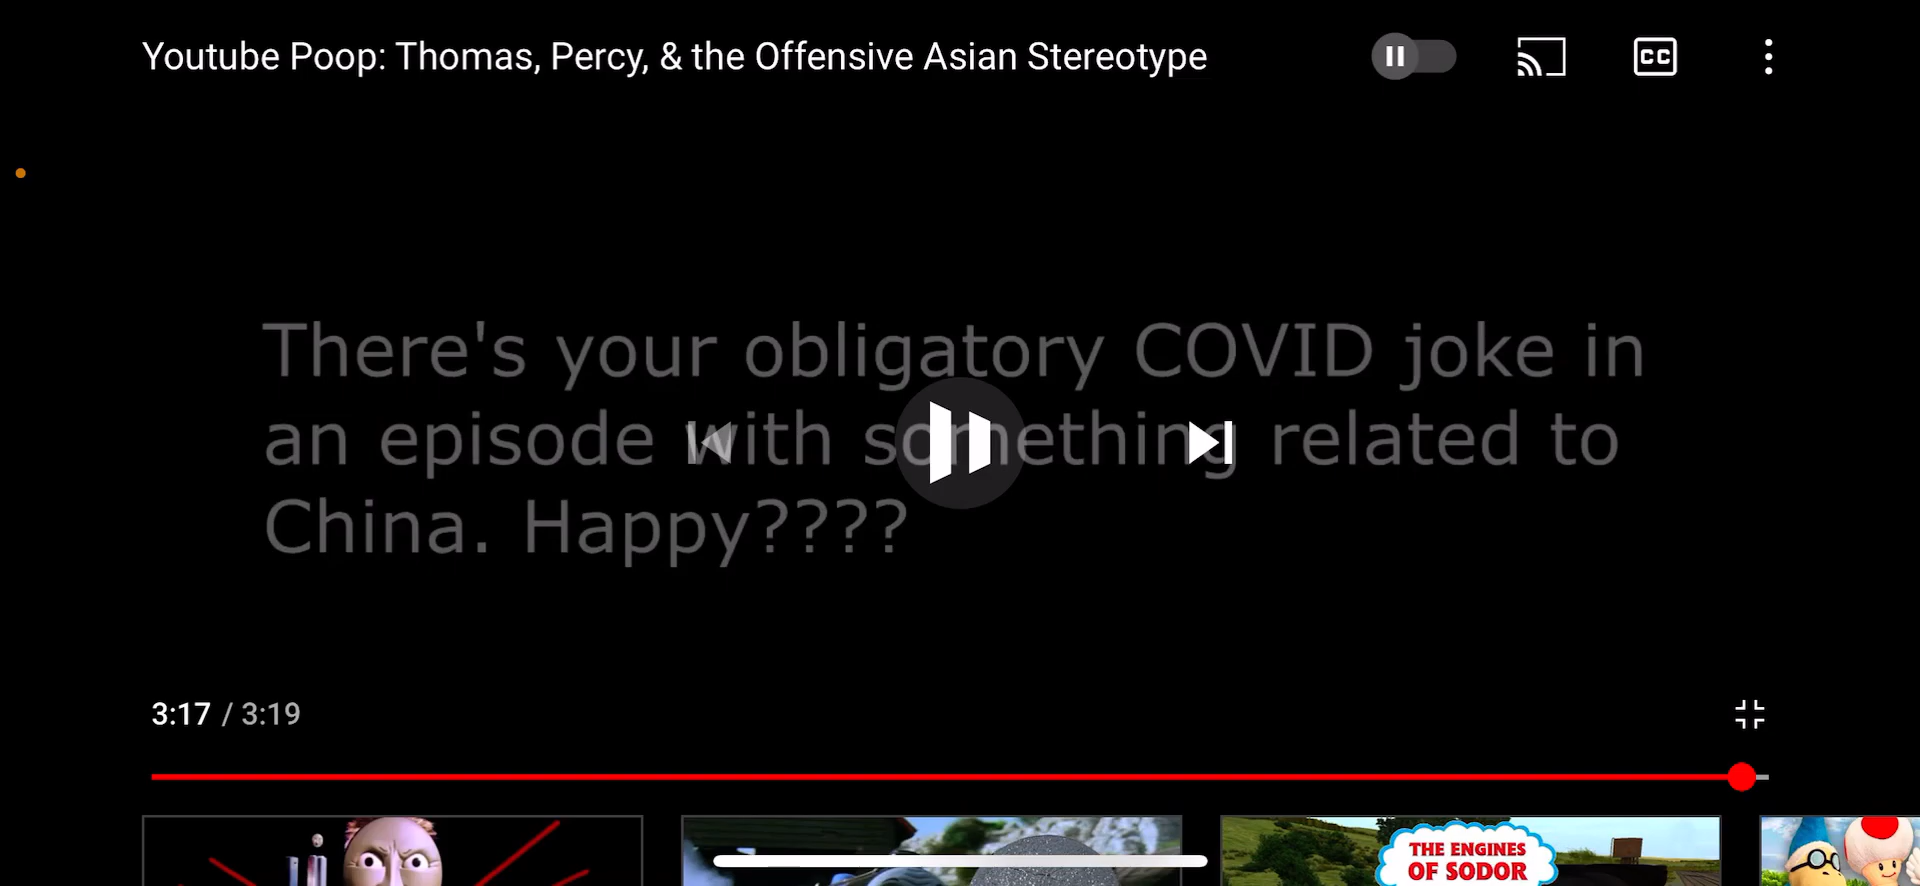 Youtube Poop: Thomas, Percy, & the Offensive Asian Stereotype
CC
There's your obligatory COVID joke in
an episode with something related to
China. Happy????
3:17 / 3:19
THE ENGINES
OF SODOR